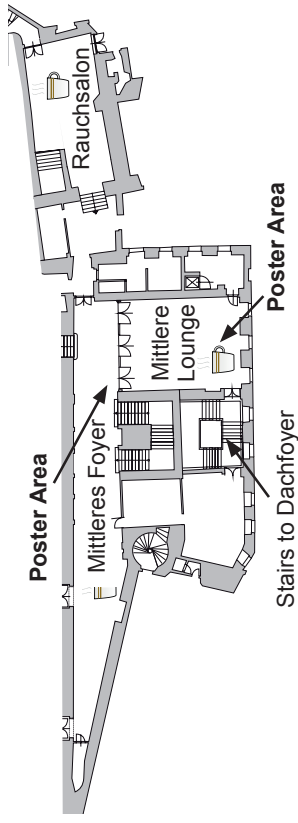 Rauchsalon
Poster Area
Mittlere
Lounge
Poster Area
Mittleres Foyer
Stairs to Dachfoyer